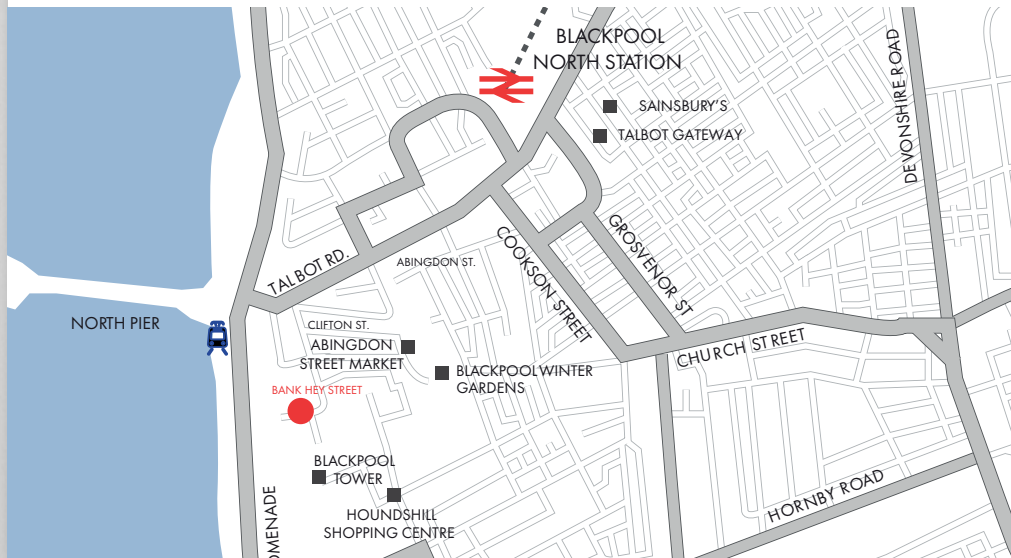 BLACKPOOL
NORTH STATION
SAINSBURY'S
TALBOT GATEWAY
DEVONSHIRE ROAD
GROSVENOR ST
COOKSON STREET
TALBOT RD.
ABINGDON ST.
NORTH PIER
CLIFTON ST.
ABINGDON
STREET MARKET
CHURCH STREET
BLACKPOOL WINTER
GARDENS
BANK HEY STREET
BLACKPOOL
TOWER
HORNBY ROAD
OMENADE
HOUNDSHILL
SHOPPING CENTRE